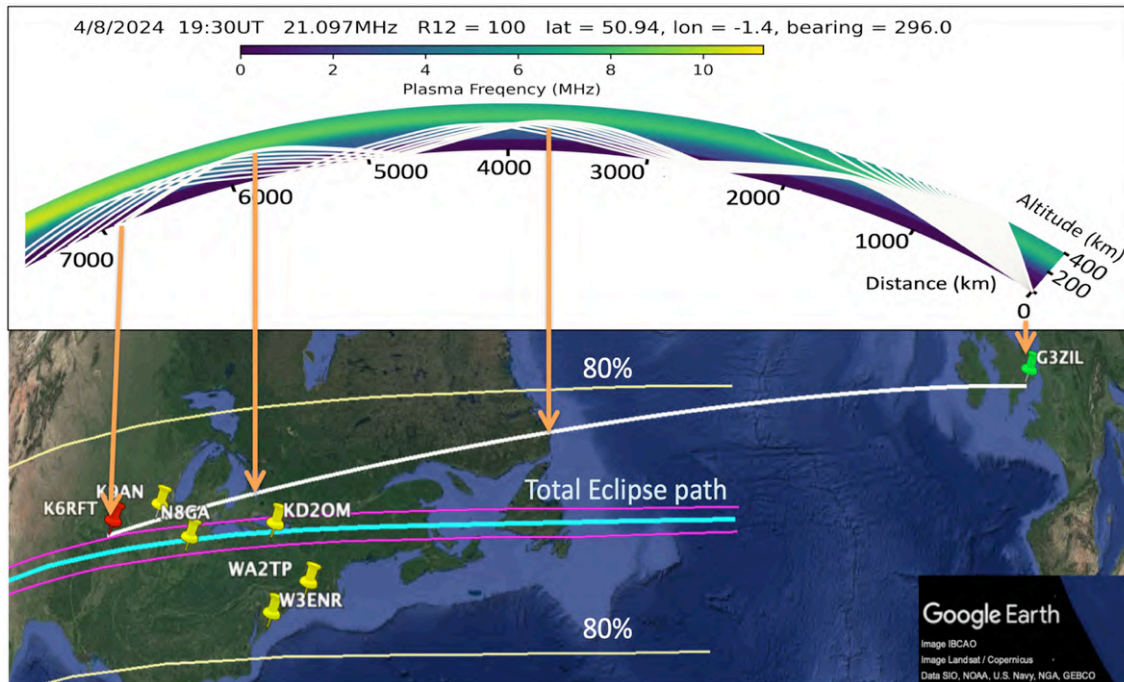 4/8/2024 19:30UT 21.097MHz R12 = 100 lat = 50.94, lon = -1.4, bearing = 296.0
0 2 4 6 8 10
Plasma Freqency (MHz)
7000 6000 5000 4000 3000 2000 1000 0
Distance (km)
Altitude (km)
400
200
80%
G3ZIL
K9AN
K6RFT
N8GA
KD2OM
Total Eclipse path
WA2TP
W3ENR
80%
Google Earth
Image IBCAO
Image Landsat / Copernicus
Data SIO, NOAA, U.S. Navy, NGA, GEBCO